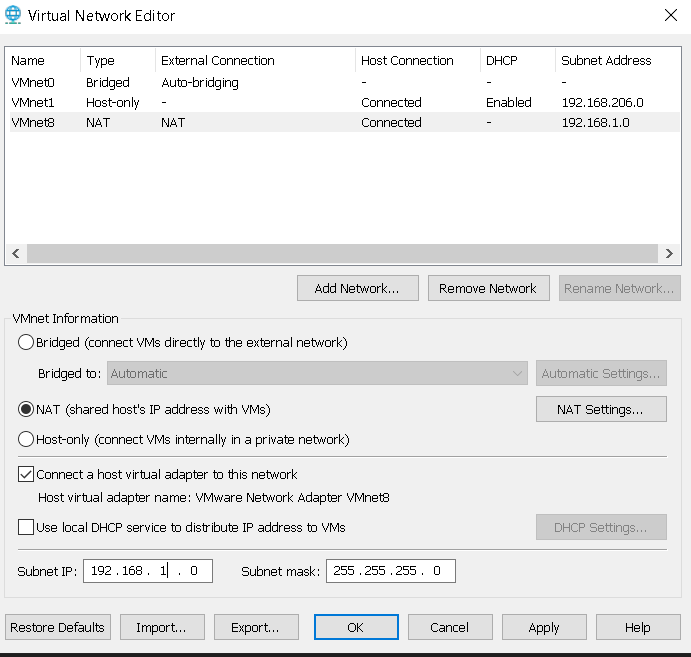 Virtual Network Editor
Name Type External Connection Host Connection DHCP Subnet Address
VMnet0 Bridged Auto-bridging - - -
VMnet1 Host-only - Connected Enabled 192.168.206.0
VMnet8 NAT NAT Connected - 192.168.1.0
Add Network... Remove Network Rename Network...
VMnet Information
Bridged (connect VMs directly to the external network)
Bridged to: Automatic Automatic Settings...
NAT (shared host's IP address with VMs) NAT Settings...
Host-only (connect VMs internally in a private network)
Connect a host virtual adapter to this network
Host virtual adapter name: VMware Network Adapter VMnet8
Use local DHCP service to distribute IP address to VMs DHCP Settings...
Subnet IP: 192 . 168 . 1 . 0 Subnet mask: 255 . 255 . 255 . 0
Restore Defaults Import... Export... OK Cancel Apply Help